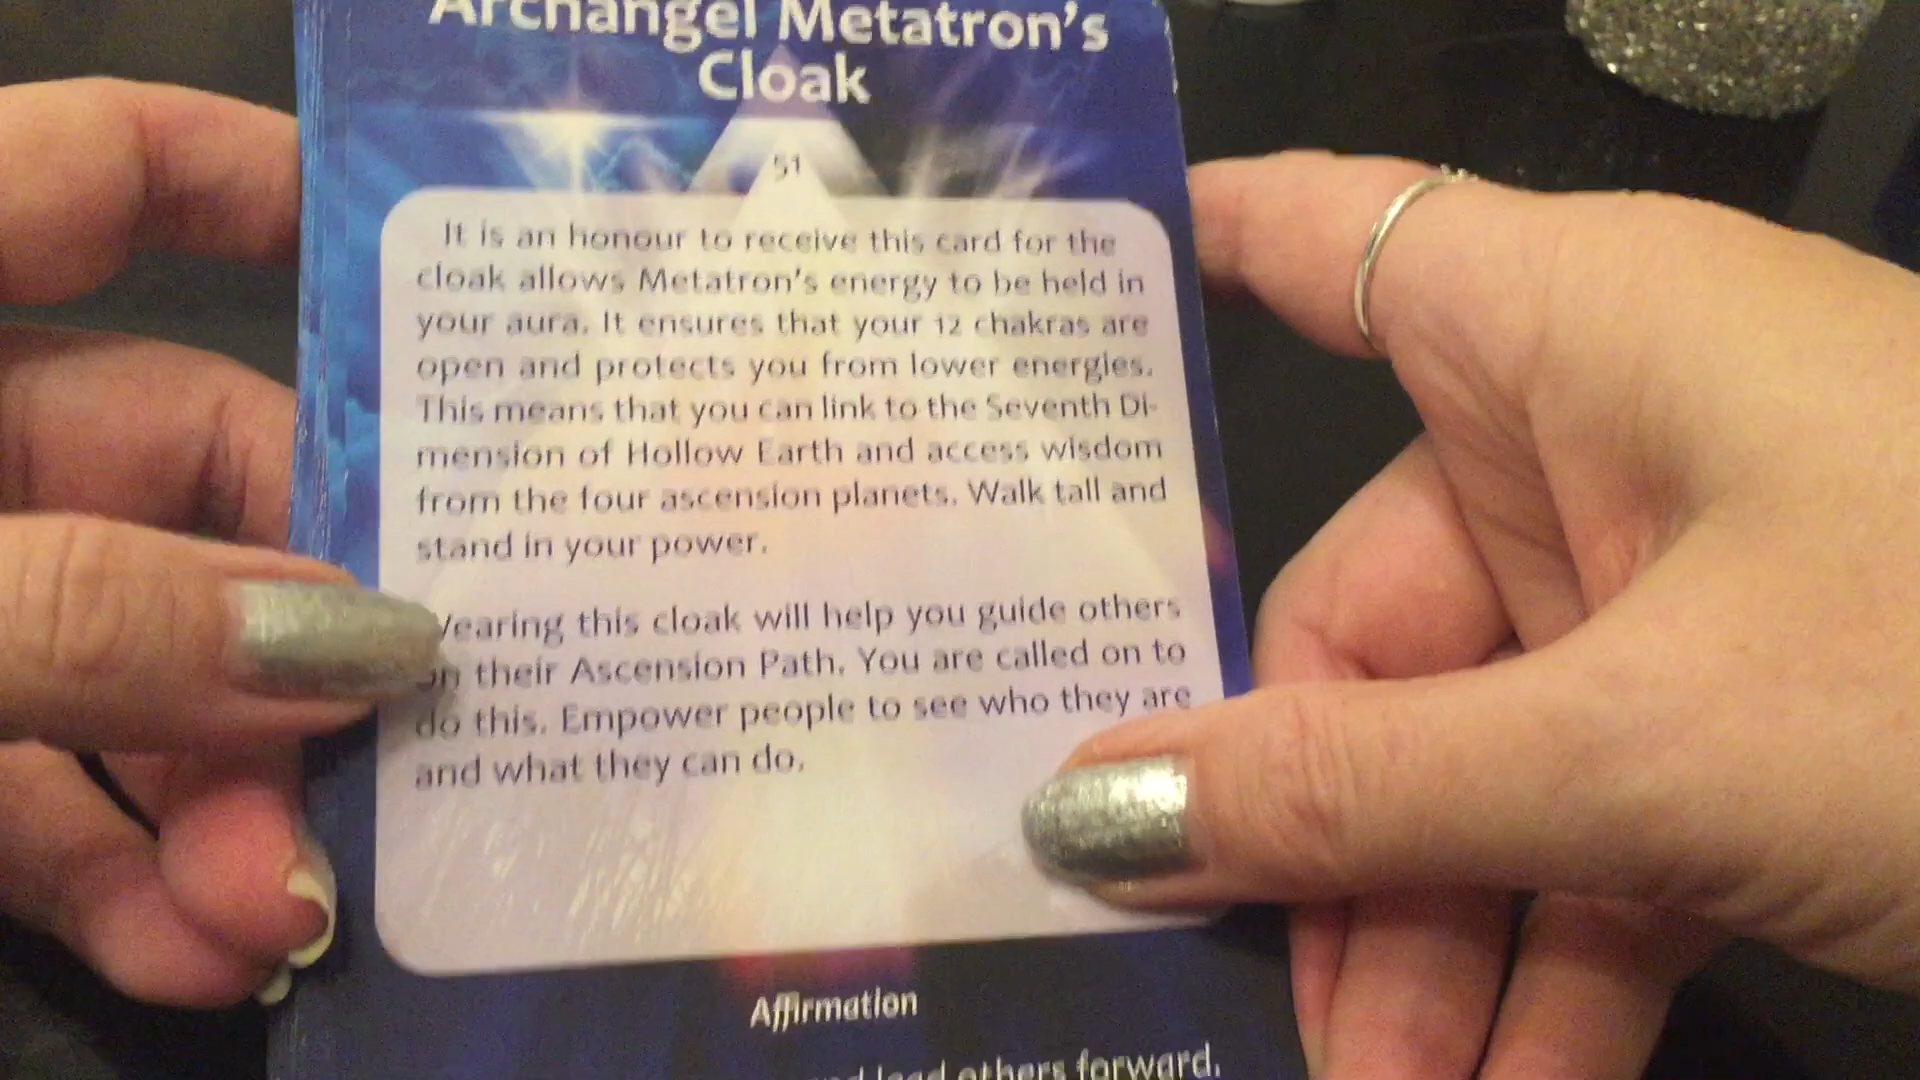 Archangel Metatron's
Cloak
51
It is an honour to receive this card for the
cloak allows Metatron's energy to be held in
your aura. It ensures that your 12 chakras are
open and protects you from lower energies.
This means that you can link to the Seventh Di-
mension of Hollow Earth and access wisdom
from the four ascension planets. Walk tall and
stand in your power.
Wearing this cloak will help you guide others
on their Ascension Path. You are called on to
do this. Empower people to see who they are
and what they can do.
Affirmation
and lead others forward.